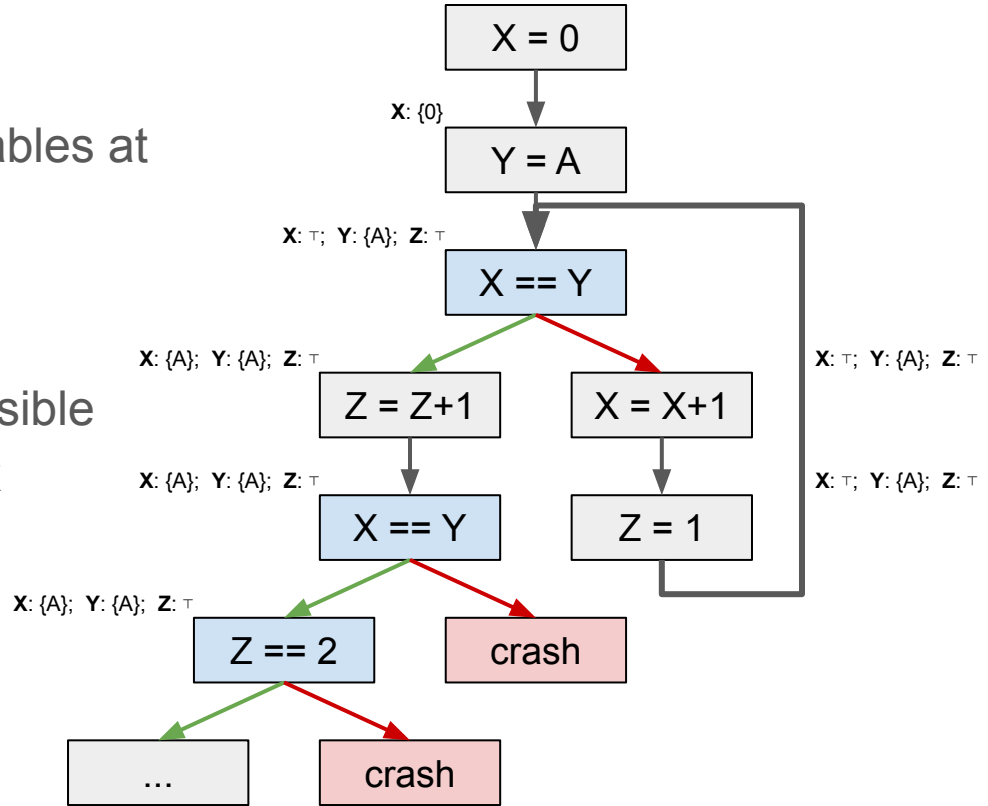 X = 0
X: {0}
ables at
Y = A
X: ⊤; Y: {A}; Z: ⊤
X == Y
X: {A}; Y: {A}; Z: ⊤
X: ⊤; Y: {A}; Z: ⊤
sible
Z = Z+1
X = X+1
X: {A}; Y: {A}; Z: ⊤
X: ⊤; Y: {A}; Z: ⊤
X == Y
Z = 1
X: {A}; Y: {A}; Z: ⊤
Z == 2
crash
...
crash